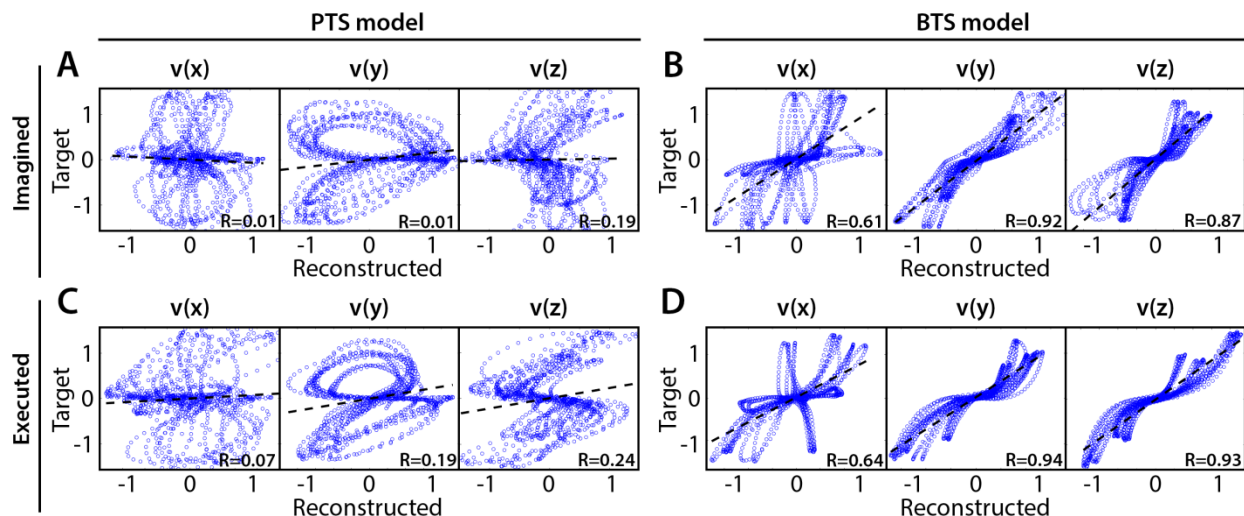 PTS model
BTS model
Imagined
A
v(x)
v(y)
v(z)
Target
1
0
-1
R=0.01
R=0.01
R=0.19
-1 0 1 -1 0 1 -1 0 1
Reconstructed
B
v(x)
v(y)
v(z)
Target
1
0
-1
R=0.61
R=0.92
R=0.87
-1 0 1 -1 0 1 -1 0 1
Reconstructed
Executed
C
v(x)
v(y)
v(z)
Target
1
0
-1
R=0.07
R=0.19
R=0.24
-1 0 1 -1 0 1 -1 0 1
Reconstructed
D
v(x)
v(y)
v(z)
Target
1
0
-1
R=0.64
R=0.94
R=0.93
-1 0 1 -1 0 1 -1 0 1
Reconstructed